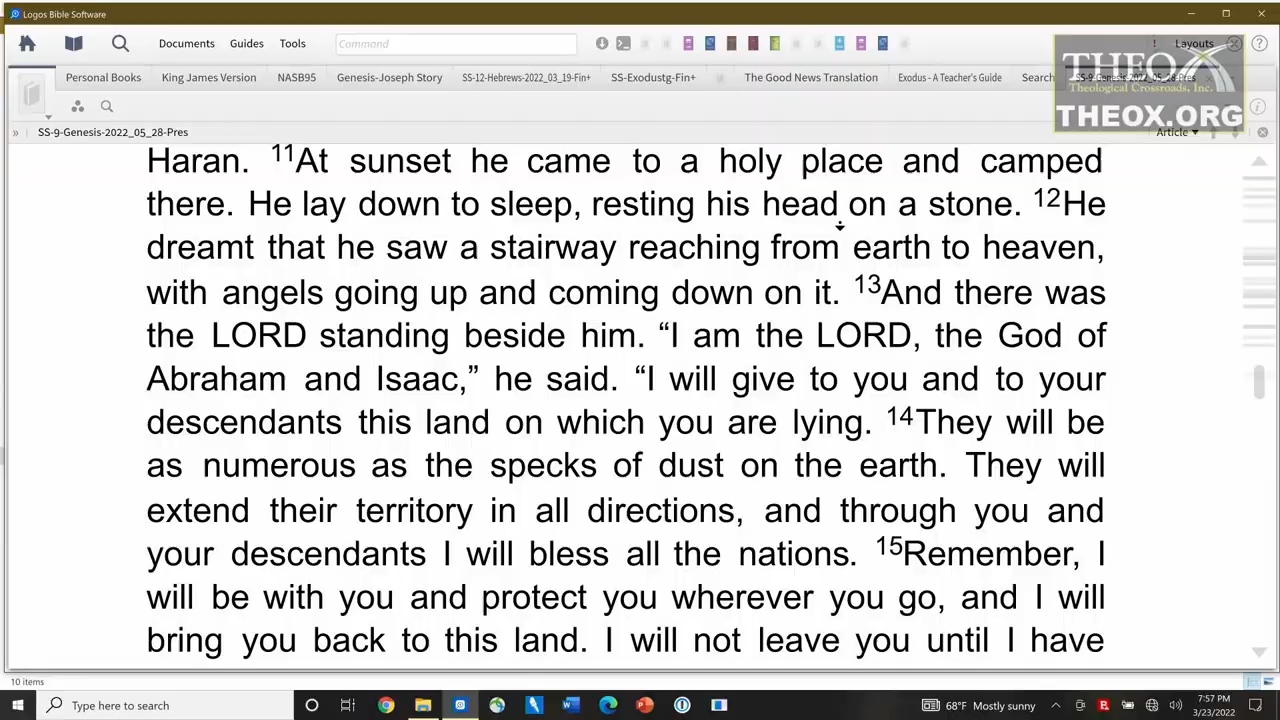 Logos Bible Software
Documents Guides Tools Command Layouts
THEOX
Theological Crossroads, Inc.
THEOX.ORG
Personal Books King James Version NASB95 Genesis-Joseph Star SS-12-Hebrews-2022_03_19-Fin+ SS-Exodustg-Fin+ The Good News Translation Exodus - A Teacher's Guide Search SS-9-Genesis-2022_05_28-Pres
SS-9-Genesis-2022_05_28-Pres Article
Haran. 11At sunset he came to a holy place and camped
there. He lay down to sleep, resting his head on a stone. 12He
dreamt that he saw a stairway reaching from earth to heaven,
with angels going up and coming down on it. 13And there was
the LORD standing beside him. “I am the LORD, the God of
Abraham and Isaac,” he said. “I will give to you and to your
descendants this land on which you are lying. 14They will be
as numerous as the specks of dust on the earth. They will
extend their territory in all directions, and through you and
your descendants I will bless all the nations. 15Remember, I
will be with you and protect you wherever you go, and I will
bring you back to this land. I will not leave you until I have
10 items
Type here to search
68°F Mostly sunny
7:57 PM
3/23/2022